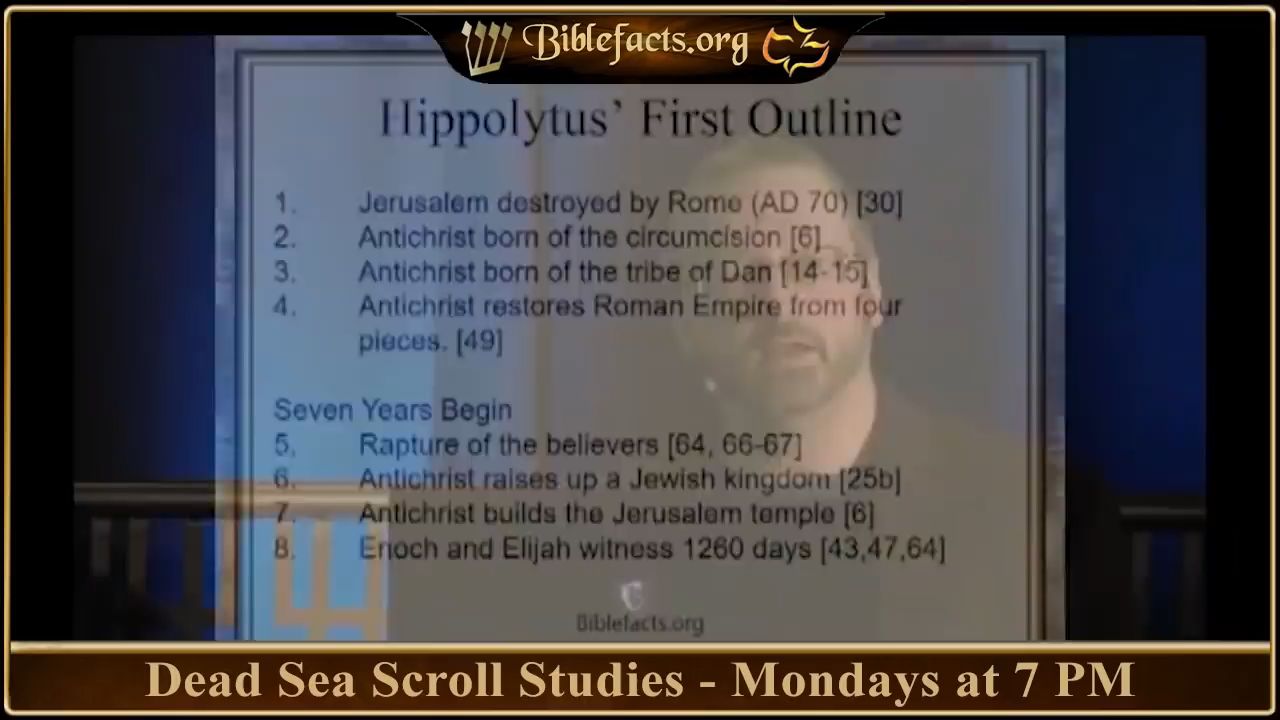 Biblefacts.org
Hippolytus' First Outline
1. Jerusalem destroyed by Rome (AD 70) [30]
2. Antichrist born of the circumcision [6]
3. Antichrist born of the tribe of Dan [14-15]
4. Antichrist restores Roman Empire from four
pieces. [49]
Seven Years Begin
5. Rapture of the believers [64, 66-67]
6. Antichrist raises up a Jewish kingdom [25b]
7. Antichrist builds the Jerusalem temple [6]
8. Enoch and Elijah witness 1260 days [43,47,64]
Biblefacts.org
Dead Sea Scroll Studies - Mondays at 7 PM